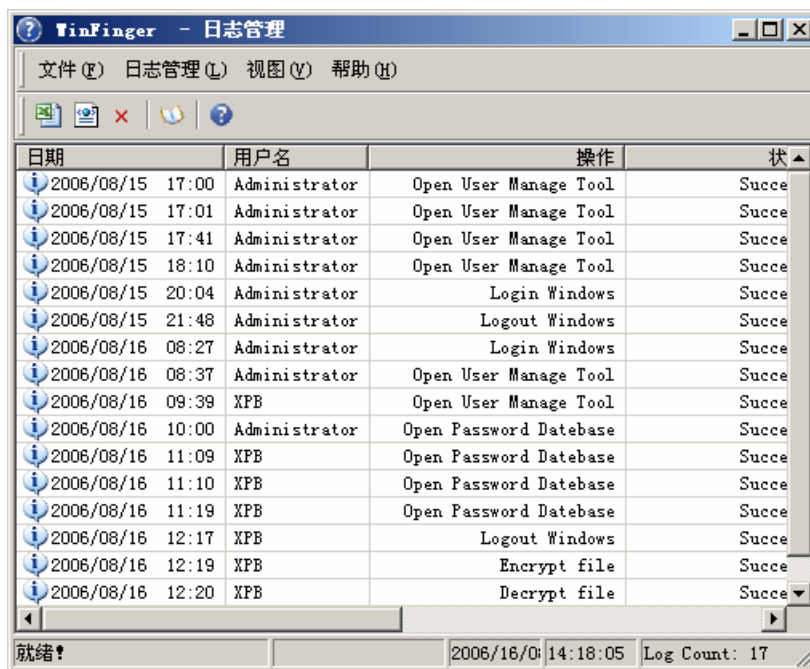 WinFinger - 日志管理
文件(F) 日志管理(L) 视图(V) 帮助(H)
日期 用户名 操作 状
2006/08/15 17:00 Administrator Open User Manage Tool Succe
2006/08/15 17:01 Administrator Open User Manage Tool Succe
2006/08/15 17:41 Administrator Open User Manage Tool Succe
2006/08/15 18:10 Administrator Open User Manage Tool Succe
2006/08/15 20:04 Administrator Login Windows Succe
2006/08/15 21:48 Administrator Logout Windows Succe
2006/08/16 08:27 Administrator Login Windows Succe
2006/08/16 08:37 Administrator Open User Manage Tool Succe
2006/08/16 09:39 XPB Open User Manage Tool Succe
2006/08/16 10:00 Administrator Open Password Datebase Succe
2006/08/16 11:09 XPB Open Password Datebase Succe
2006/08/16 11:10 XPB Open Password Datebase Succe
2006/08/16 11:19 XPB Open Password Datebase Succe
2006/08/16 12:17 XPB Logout Windows Succe
2006/08/16 12:19 XPB Encrypt file Succe
2006/08/16 12:20 XPB Decrypt file Succe
就绪! 2006/16/0 14:18:05 Log Count: 17